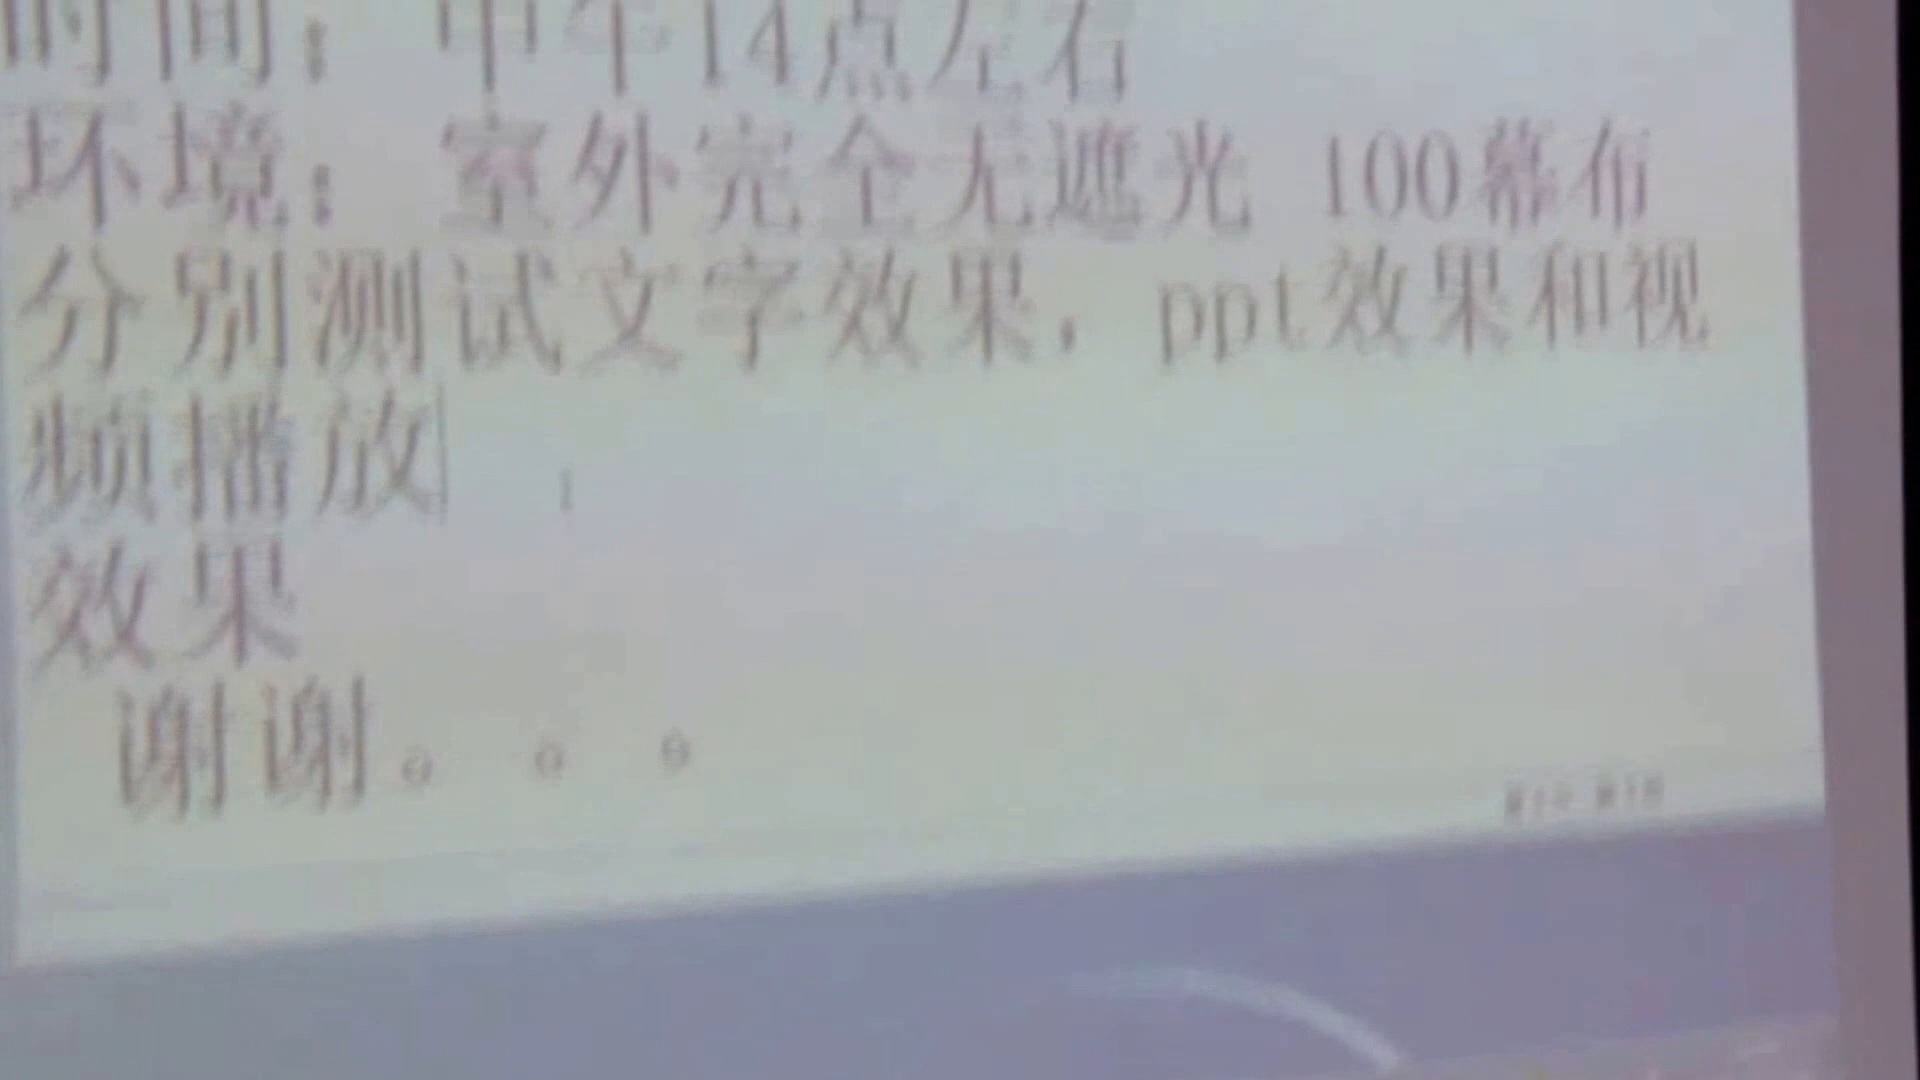 时间：中午14点左右
环境：室外完全无遮光 100幕布
分别测试文字效果，ppt效果和视
频播放
效果
谢谢。。。